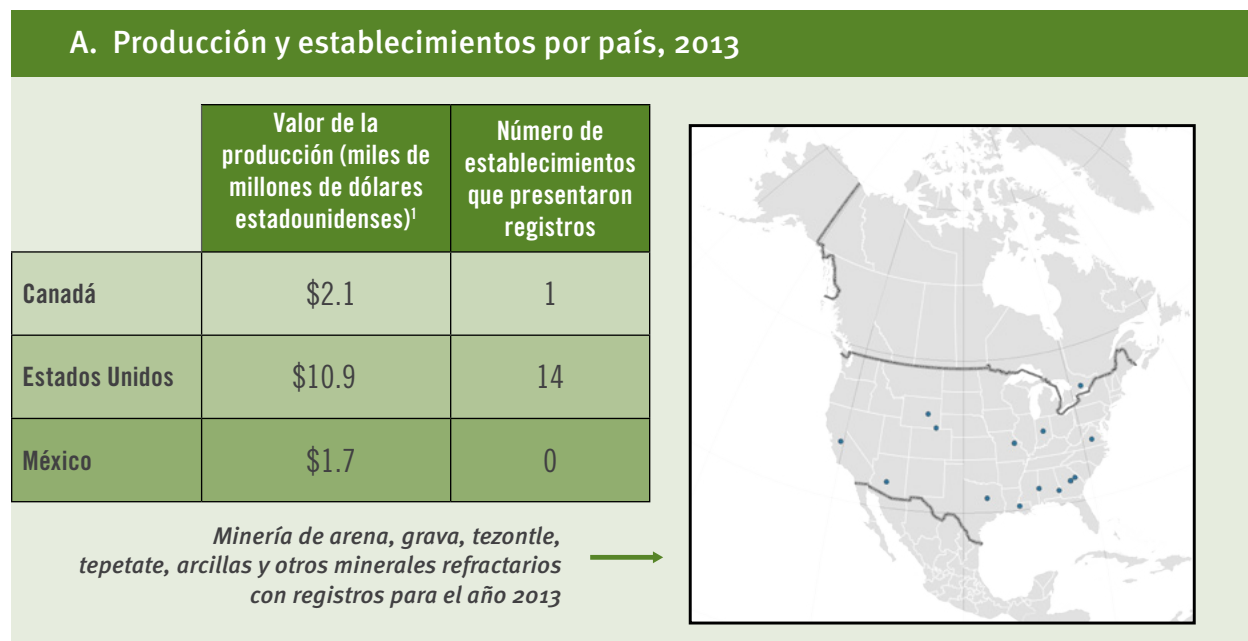 A. Producción y establecimientos por país, 2013
Valor de la
producción (miles de
millones de dólares
estadounidenses)¹
Número de
establecimientos
que presentaron
registros
Canadá
$2.1
1
Estados Unidos
$10.9
14
México
$1.7
0
Minería de arena, grava, tezontle,
tepetate, arcillas y otros minerales refractarios
con registros para el año 2013